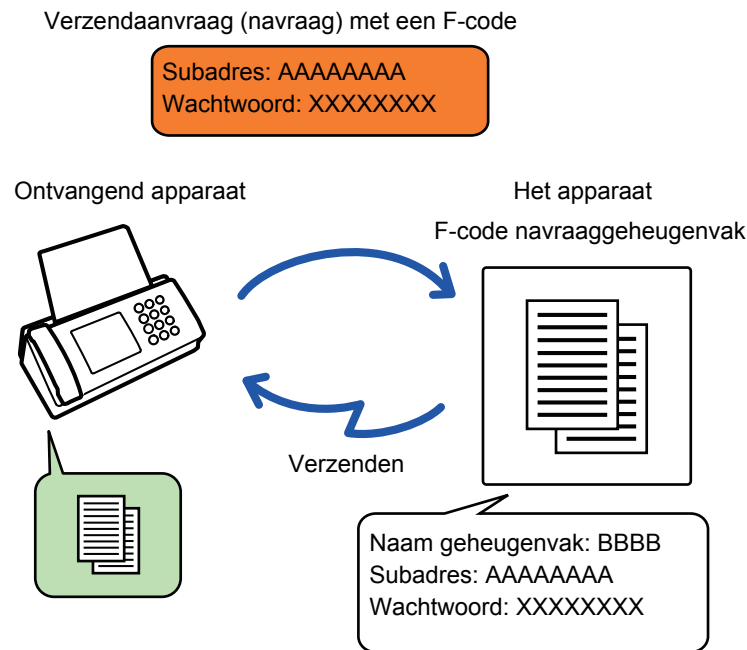 Verzendaanvraag (navraag) met een F-code
Subadres: AAAAAAAA
Wachtwoord: XXXXXXXX
Ontvangend apparaat
Het apparaat
F-code navraaggeheugenvak
Verzenden
Naam geheugenvak: BBBB
Subadres: AAAAAAAA
Wachtwoord: XXXXXXXX